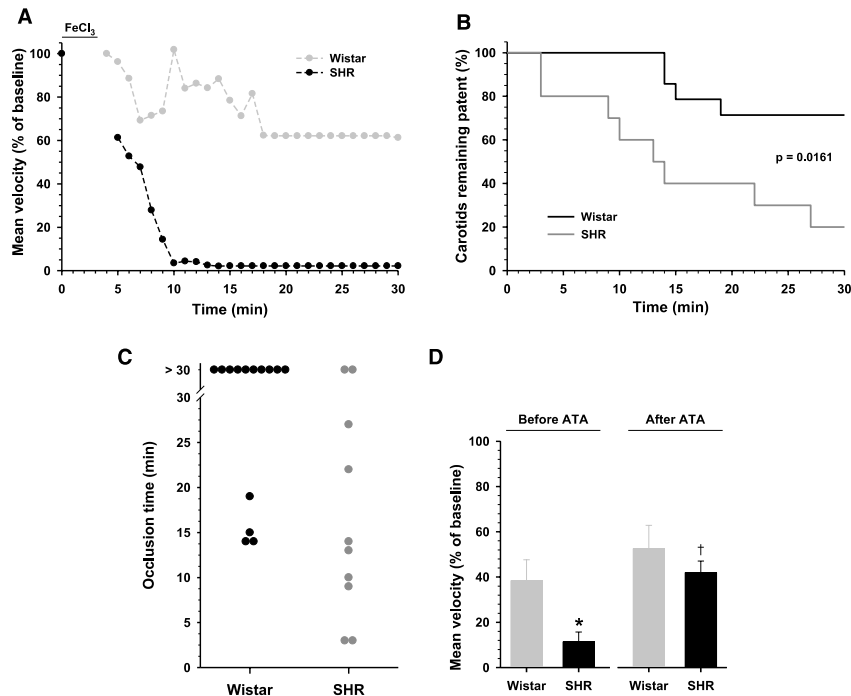 A
FeCl3
Mean velocity (% of baseline)
100
80
60
40
20
0
0
5
10
15
20
25
30
Time (min)
Wistar
SHR
B
Carotids remaining patent (%)
100
80
60
40
20
0
0
5
10
15
20
25
30
Time (min)
p = 0.0161
Wistar
SHR
C
Occlusion time (min)
> 30
30
25
20
15
10
5
0
Wistar
SHR
D
Before ATA
After ATA
Mean velocity (% of baseline)
100
80
60
40
20
0
*
†
Wistar
SHR
Wistar
SHR